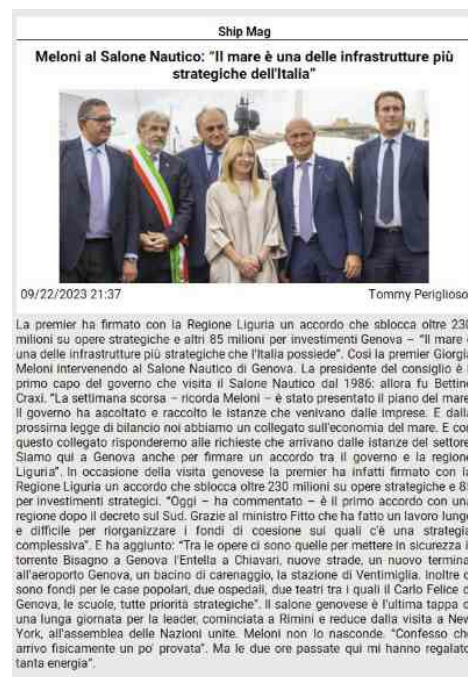 Ship Mag
Meloni al Salone Nautico: "Il mare è una delle infrastrutture più
strategiche dell'Italia"
09/22/2023 21:37
Tommy Periglioso
La premier ha firmato con la Regione Liguria un accordo che sblocca oltre 230
milioni su opere strategiche e altri 85 milioni per investimenti Genova – "Il mare
una delle infrastrutture più strategiche che l'Italia possiede". Così la premier Giorgi
Meloni intervenendo al Salone Nautico di Genova. La presidente del consiglio è
primo capo del governo che visita il Salone Nautico dal 1986: allora fu Bettin
Craxi. "La settimana scorsa – ricorda Meloni – è stato presentato il piano del mare
Il governo ha ascoltato e raccolto le istanze che venivano dalle imprese. E dall
prossima legge di bilancio noi abbiamo un collegato sull'economia del mare. E co
questo collegato risponderemo alle richieste che arrivano dalle istanze del settore
Siamo qui a Genova anche per firmare un accordo tra il governo e la regione
Liguria". In occasione della visita genovese la premier ha infatti firmato con la
Regione Liguria un accordo che sblocca oltre 230 milioni su opere strategiche e 8
per investimenti strategici. "Oggi – ha commentato – è il primo accordo con una
regione dopo il decreto sul Sud. Grazie al ministro Fitto che ha fatto un lavoro lungo
e difficile per riorganizzare i fondi di coesione sui quali c'è una strategia
complessiva". E ha aggiunto: "Tra le opere ci sono quelle per mettere in sicurezza i
torrente Bisagno a Genova l'Entella a Chiavari, nuove strade, un nuovo termina
all'aeroporto Genova, un bacino di carenaggio, la stazione di Ventimiglia. Inoltre c
sono fondi per le case popolari, due ospedali, due teatri tra i quali il Carlo Felice d
Genova, le scuole, tutte priorità strategiche". Il salone genovese è l'ultima tappa d
una lunga giornata per la leader, cominciata a Rimini e reduce dalla visita a New
York, all'assemblea delle Nazioni unite. Meloni non lo nasconde. "Confesso che
arrivo fisicamente un po' provata". Ma le due ore passate qui mi hanno regalato
tanta energia".